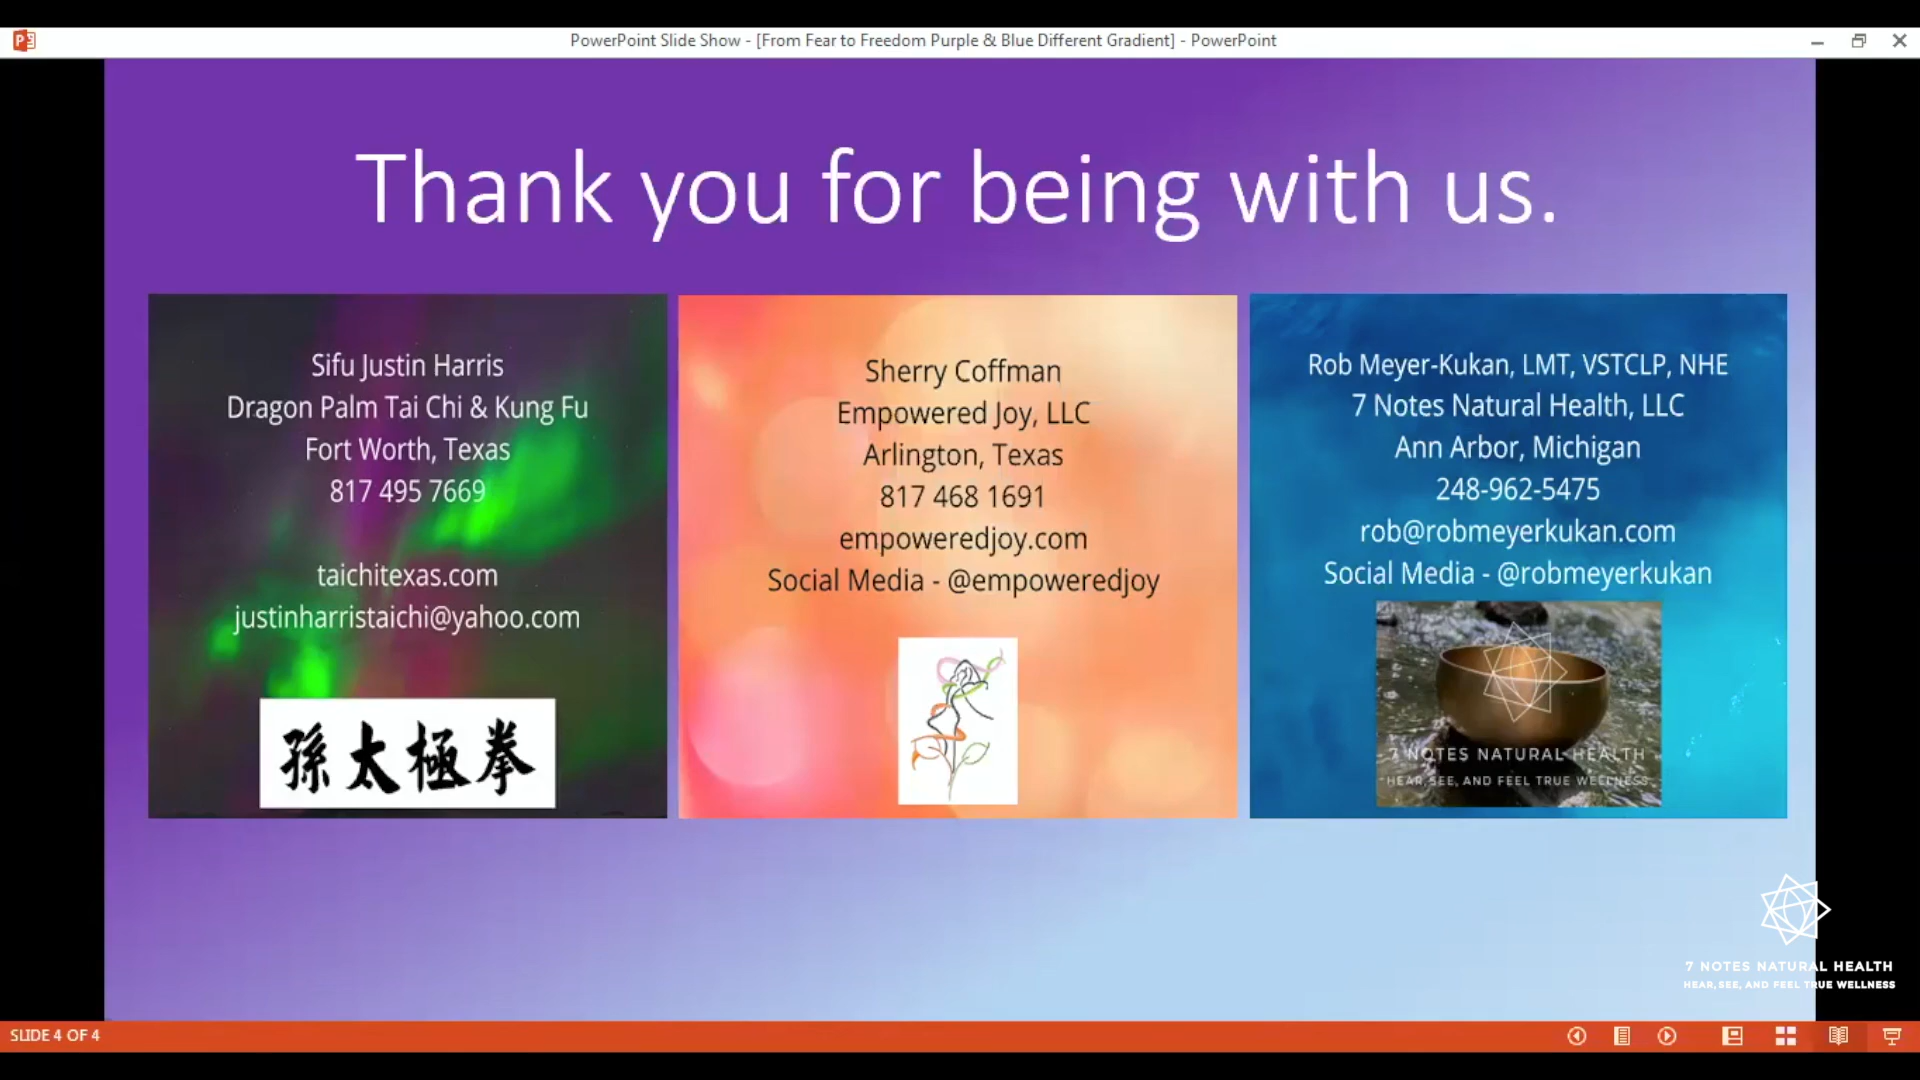 PowerPoint Slide Show - [From Fear to Freedom Purple & Blue Different Gradient] - PowerPoint
Thank you for being with us.
Sifu Justin Harris
Dragon Palm Tai Chi & Kung Fu
Fort Worth, Texas
817 495 7669
taichitexas.com
justinharristaichi@yahoo.com
孫太極拳
Sherry Coffman
Empowered Joy, LLC
Arlington, Texas
817 468 1691
empoweredjoy.com
Social Media - @empoweredjoy
Rob Meyer-Kukan, LMT, VSTCLP, NHE
7 Notes Natural Health, LLC
Ann Arbor, Michigan
248-962-5475
rob@robmeyerkukan.com
Social Media - @robmeyerkukan
7 NOTES NATURAL HEALTH
HEAR, SEE, AND FEEL TRUE WELLNESS
7 NOTES NATURAL HEALTH
HEAR, SEE, AND FEEL TRUE WELLNESS
SLIDE 4 OF 4